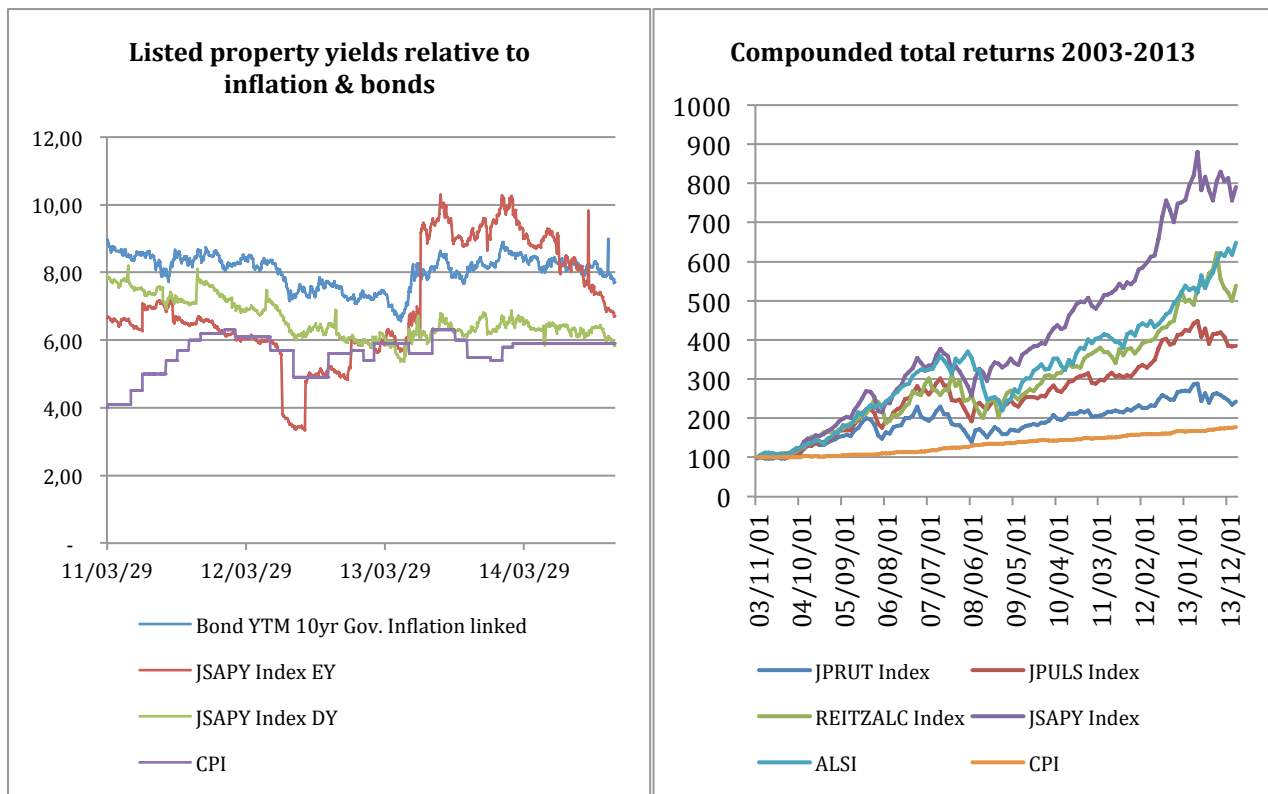 Listed property yields relative to
inflation & bonds
12,00
10,00
8,00
6,00
4,00
2,00
-
11/03/29 12/03/29 13/03/29 14/03/29
Bond YTM 10yr Gov. Inflation linked
JSAPY Index EY
JSAPY Index DY
CPI
Compounded total returns 2003-2013
1000
900
800
700
600
500
400
300
200
100
0
03/11/01
04/10/01
05/09/01
06/08/01
07/07/01
08/06/01
09/05/01
10/04/01
11/03/01
12/02/01
13/01/01
13/12/01
JPRUT Index JPULS Index
REITZALC Index JSAPY Index
ALSI CPI